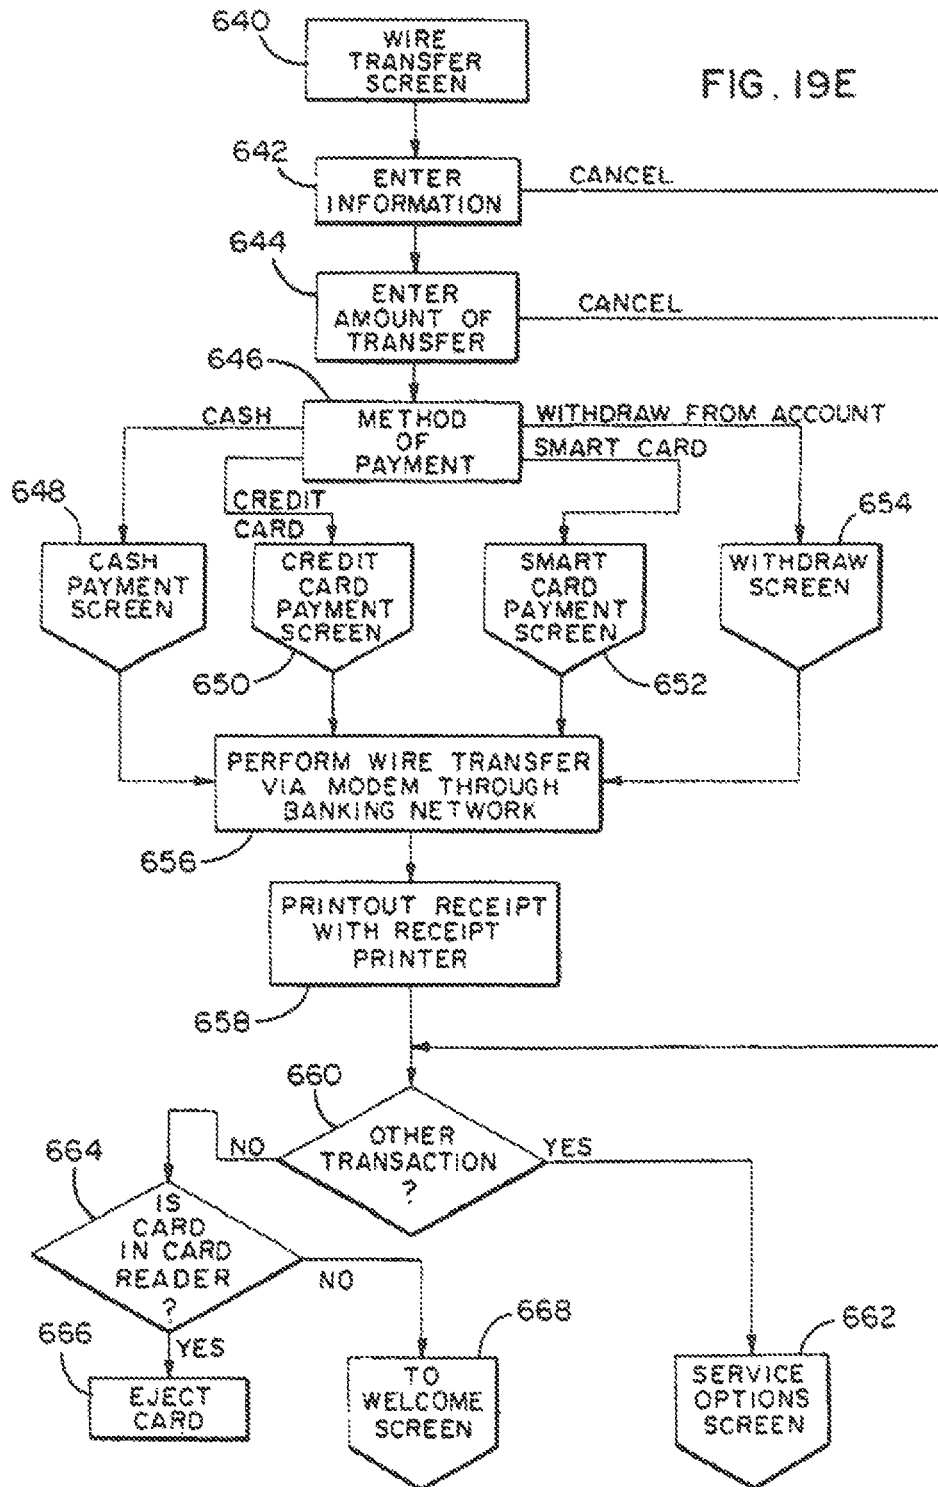 640
WIRE
TRANSFER
SCREEN
FIG. 19E
642
ENTER
INFORMATION
CANCEL
644
ENTER
AMOUNT OF
TRANSFER
CANCEL
646
METHOD
OF
PAYMENT
CASH
WITHDRAW FROM ACCOUNT
SMART CARD
CREDIT
CARD
648
CASH
PAYMENT
SCREEN
CREDIT
CARD
PAYMENT
SCREEN
650
SMART
CARD
PAYMENT
SCREEN
652
654
WITHDRAW
SCREEN
PERFORM WIRE TRANSFER
VIA MODEM THROUGH
BANKING NETWORK
656
PRINTOUT RECEIPT
WITH RECEIPT
PRINTER
658
660
OTHER
TRANSACTION
?
NO
YES
664
IS
CARD
IN CARD
READER
?
NO
YES
666
EJECT
CARD
668
TO
WELCOME
SCREEN
662
SERVICE
OPTIONS
SCREEN